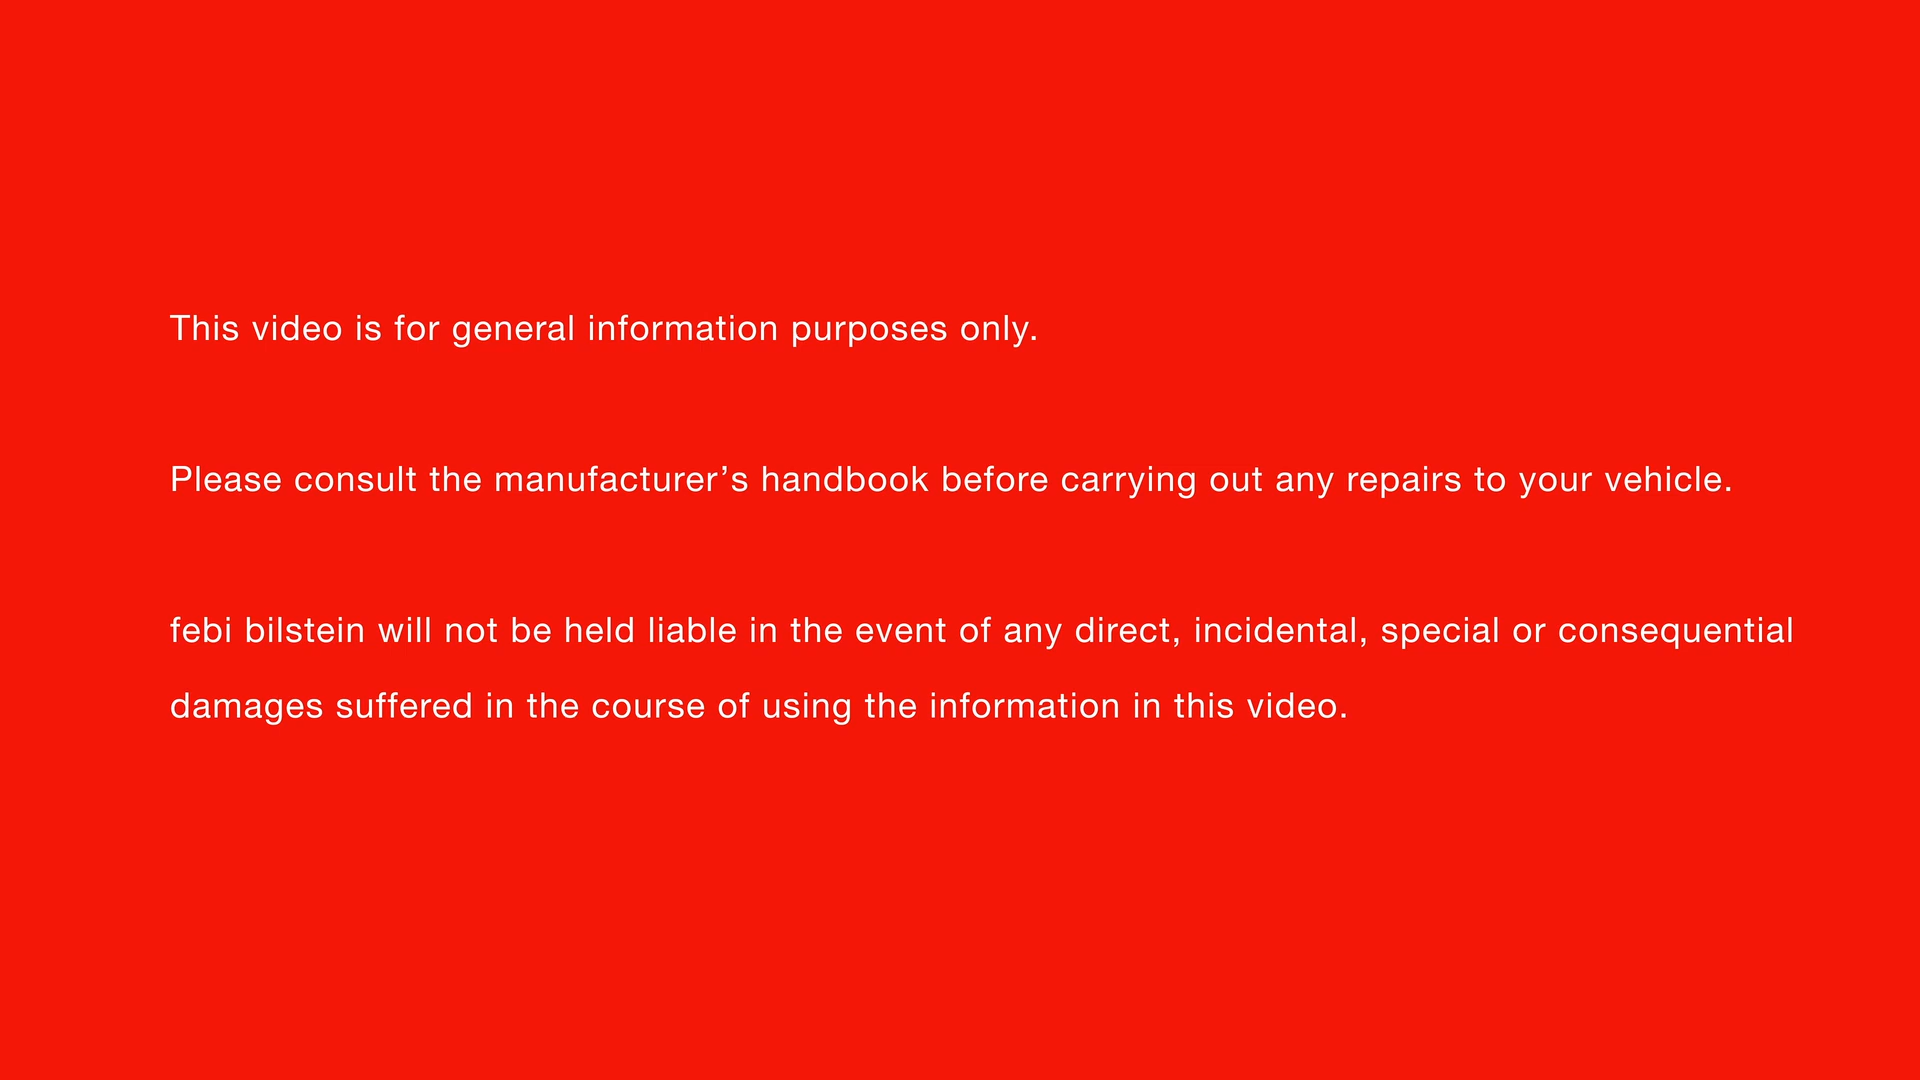 This video is for general information purposes only.
Please consult the manufacturer’s handbook before carrying out any repairs to your vehicle.
febi bilstein will not be held liable in the event of any direct, incidental, special or consequential
damages suffered in the course of using the information in this video.